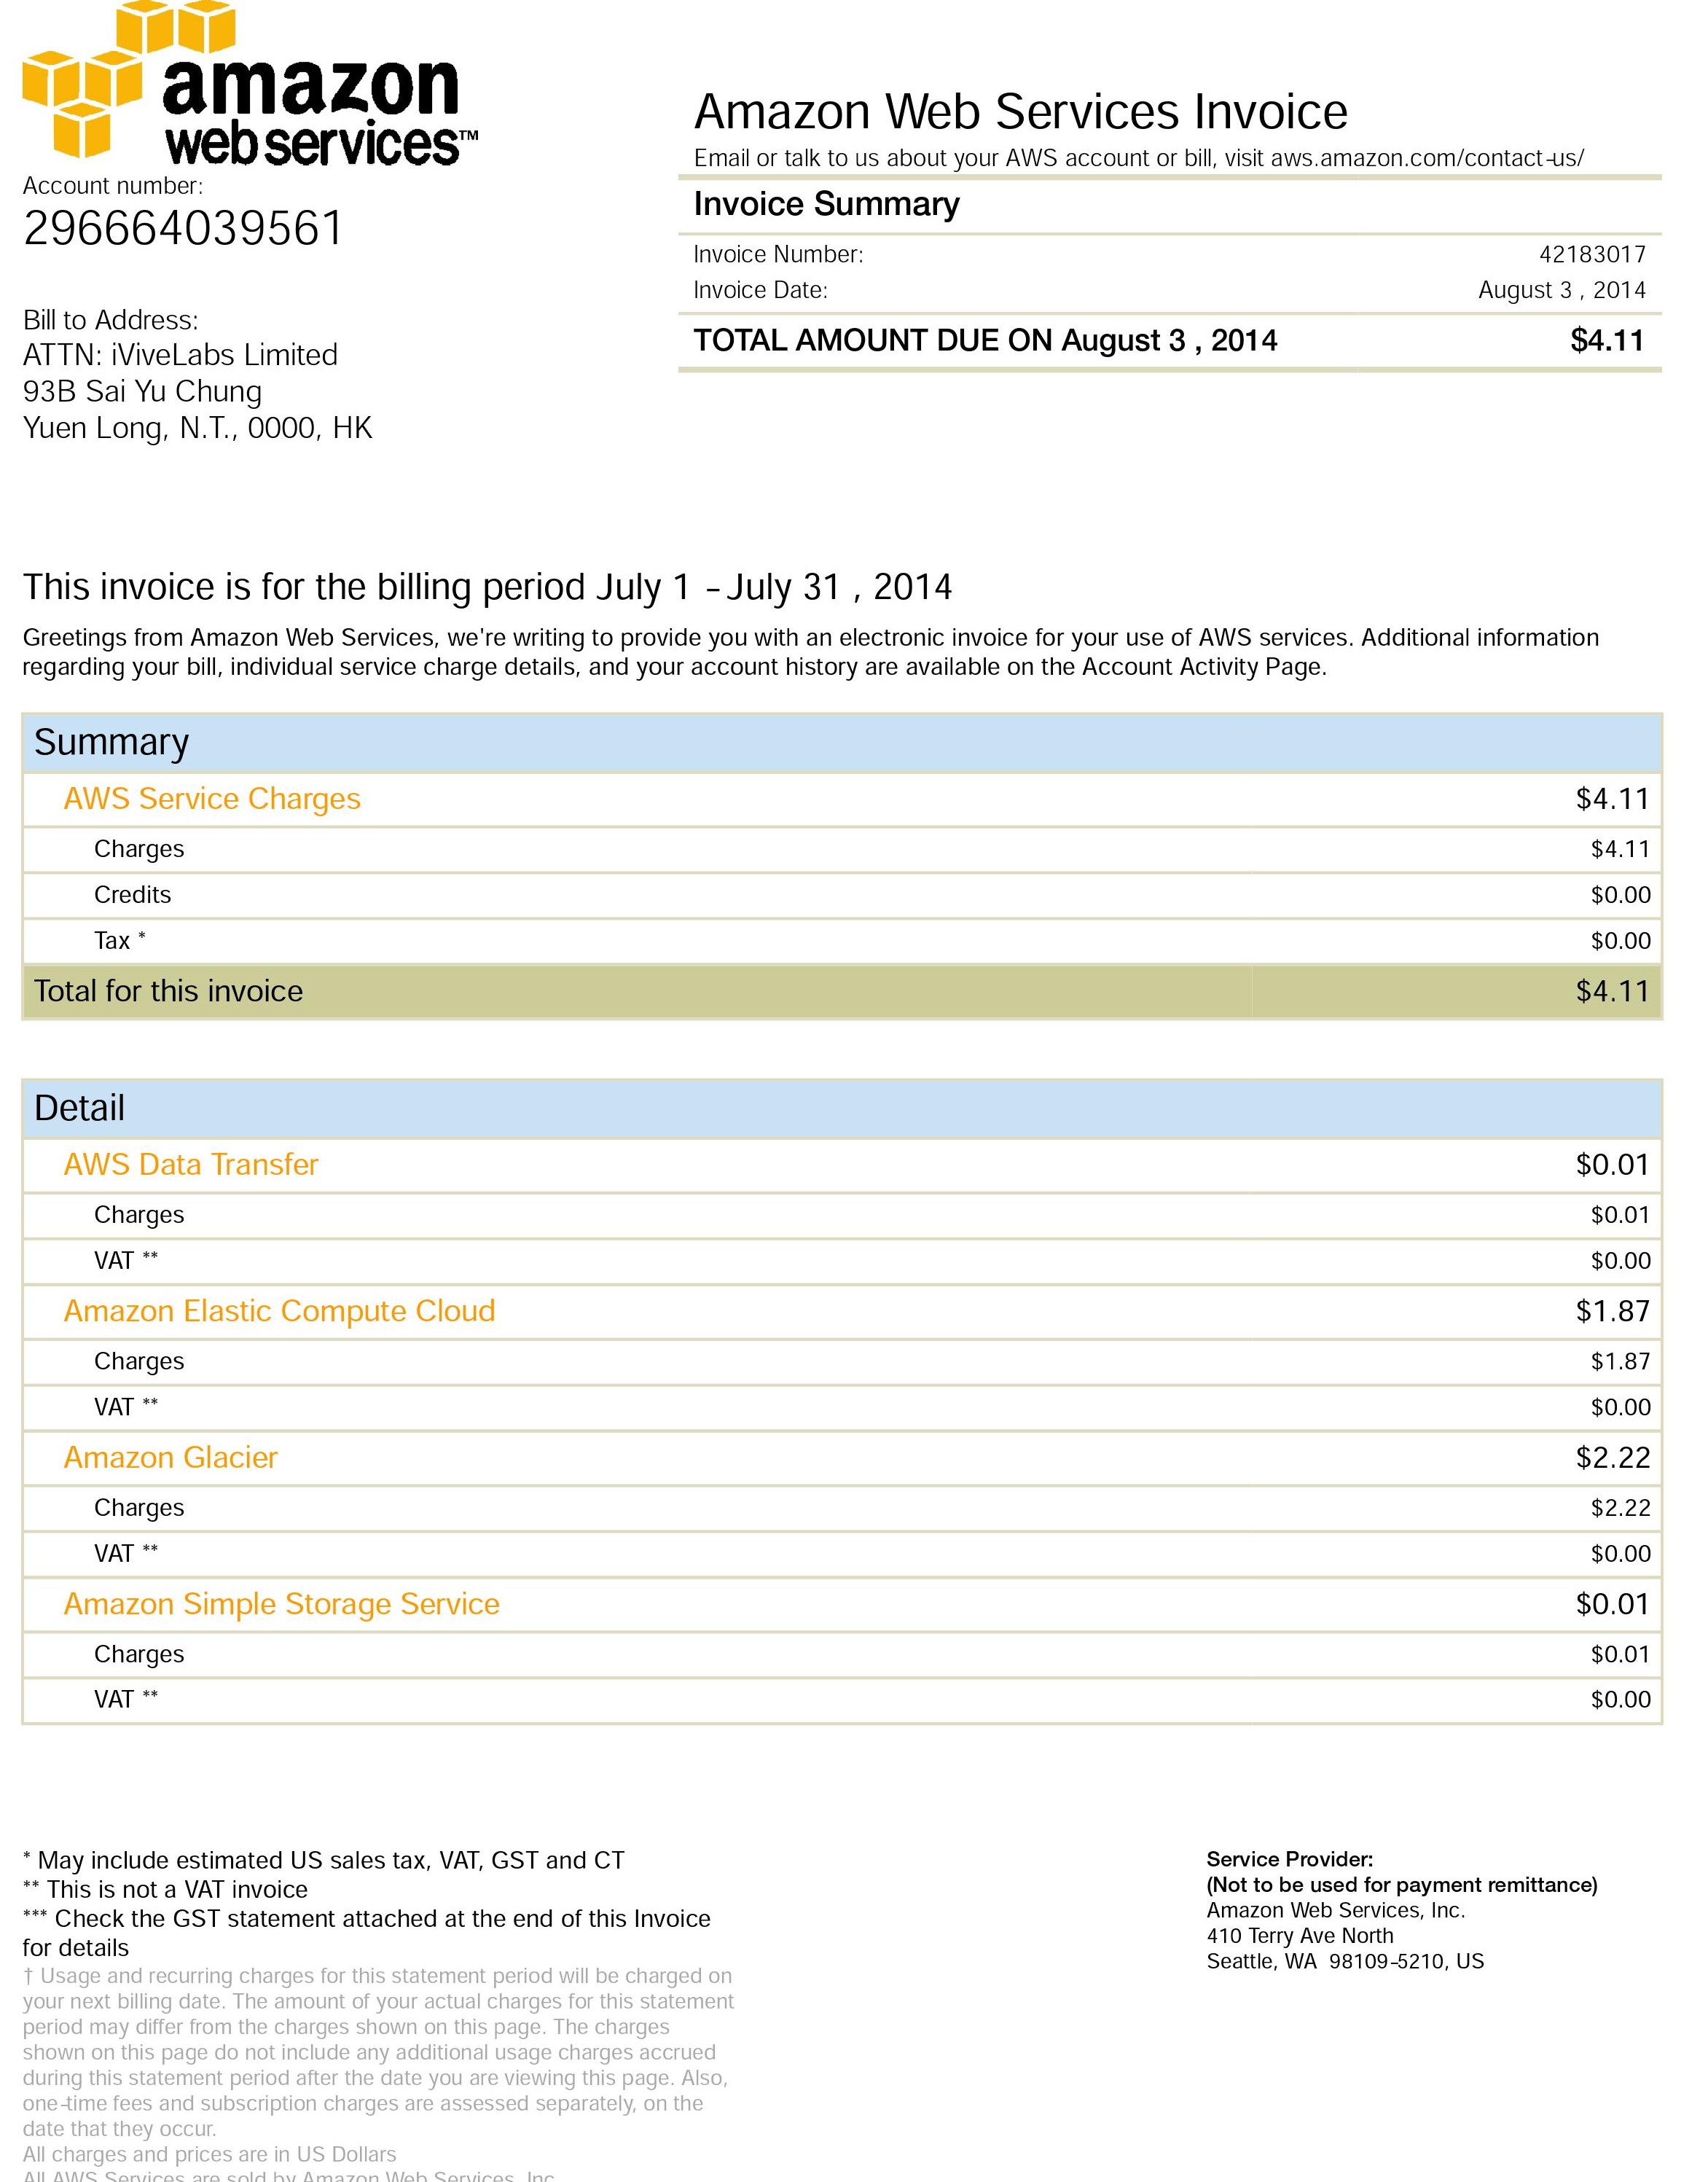 amazon
webservices™
Account number:
296664039561
Bill to Address:
ATTN: iViveLabs Limited
93B Sai Yu Chung
Yuen Long, N.T., 0000, HK
Amazon Web Services Invoice
Email or talk to us about your AWS account or bill, visit aws.amazon.com/contact-us/
Invoice Summary
Invoice Number: 42183017
Invoice Date: August 3 , 2014
TOTAL AMOUNT DUE ON August 3 , 2014 $4.11
This invoice is for the billing period July 1 - July 31 , 2014
Greetings from Amazon Web Services, we're writing to provide you with an electronic invoice for your use of AWS services. Additional information
regarding your bill, individual service charge details, and your account history are available on the Account Activity Page.
Summary
AWS Service Charges $4.11
Charges $4.11
Credits $0.00
Tax * $0.00
Total for this invoice $4.11
Detail
AWS Data Transfer $0.01
Charges $0.01
VAT ** $0.00
Amazon Elastic Compute Cloud $1.87
Charges $1.87
VAT ** $0.00
Amazon Glacier $2.22
Charges $2.22
VAT ** $0.00
Amazon Simple Storage Service $0.01
Charges $0.01
VAT ** $0.00
* May include estimated US sales tax, VAT, GST and CT
** This is not a VAT invoice
*** Check the GST statement attached at the end of this Invoice
for details
† Usage and recurring charges for this statement period will be charged on
your next billing date. The amount of your actual charges for this statement
period may differ from the charges shown on this page. The charges
shown on this page do not include any additional usage charges accrued
during this statement period after the date you are viewing this page. Also,
one-time fees and subscription charges are assessed separately, on the
date that they occur.
All charges and prices are in US Dollars
All AWS Services are sold by Amazon Web Services, Inc.
Service Provider:
(Not to be used for payment remittance)
Amazon Web Services, Inc.
410 Terry Ave North
Seattle, WA 98109-5210, US